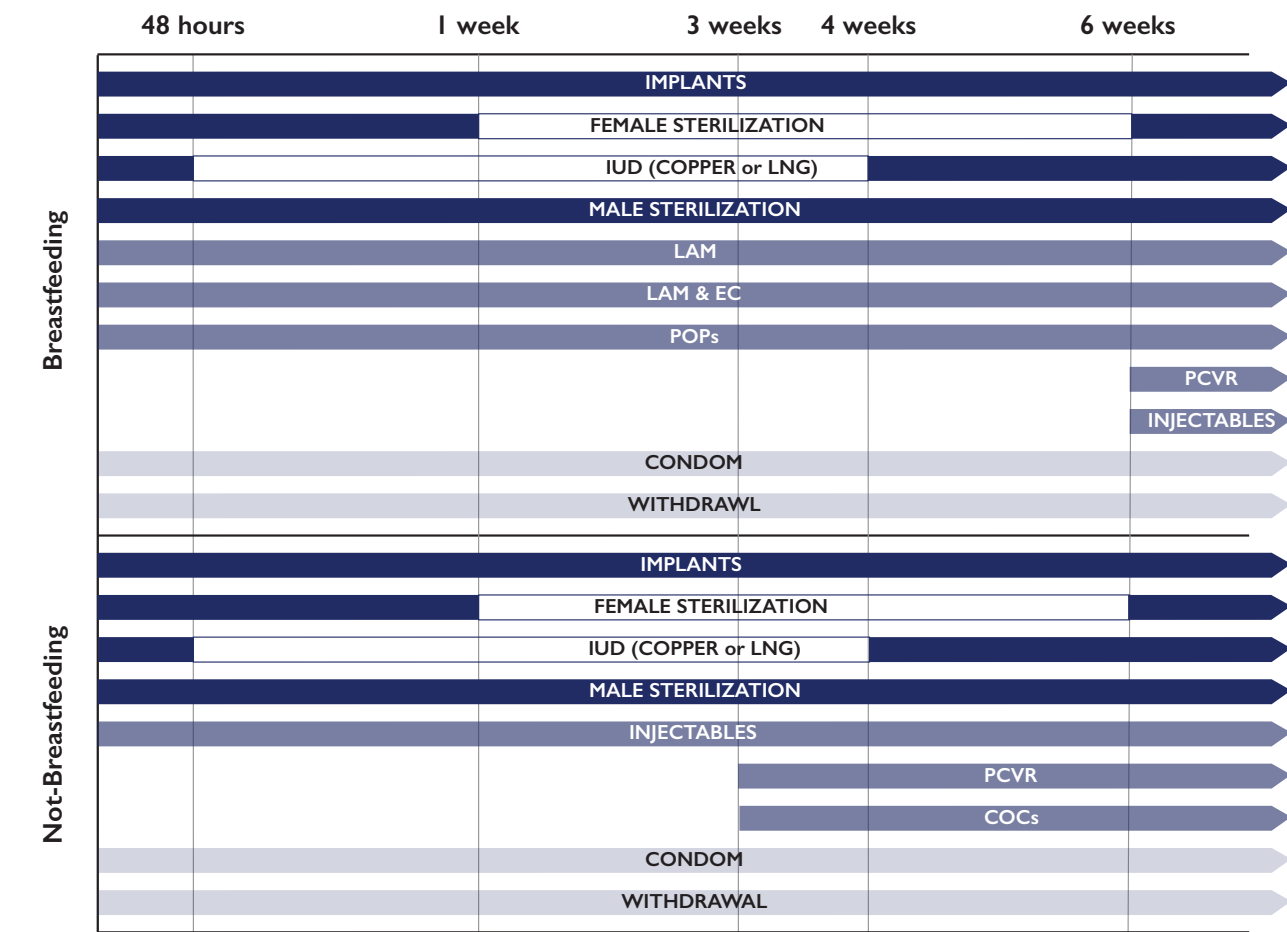 48 hours 1 week 3 weeks 4 weeks 6 weeks
Breastfeeding
IMPLANTS
FEMALE STERILIZATION
IUD (COPPER or LNG)
MALE STERILIZATION
LAM
LAM & EC
POPs
PCVR
INJECTABLES
CONDOM
WITHDRAWL
Not-Breastfeeding
IMPLANTS
FEMALE STERILIZATION
IUD (COPPER or LNG)
MALE STERILIZATION
INJECTABLES
PCVR
COCs
CONDOM
WITHDRAWAL